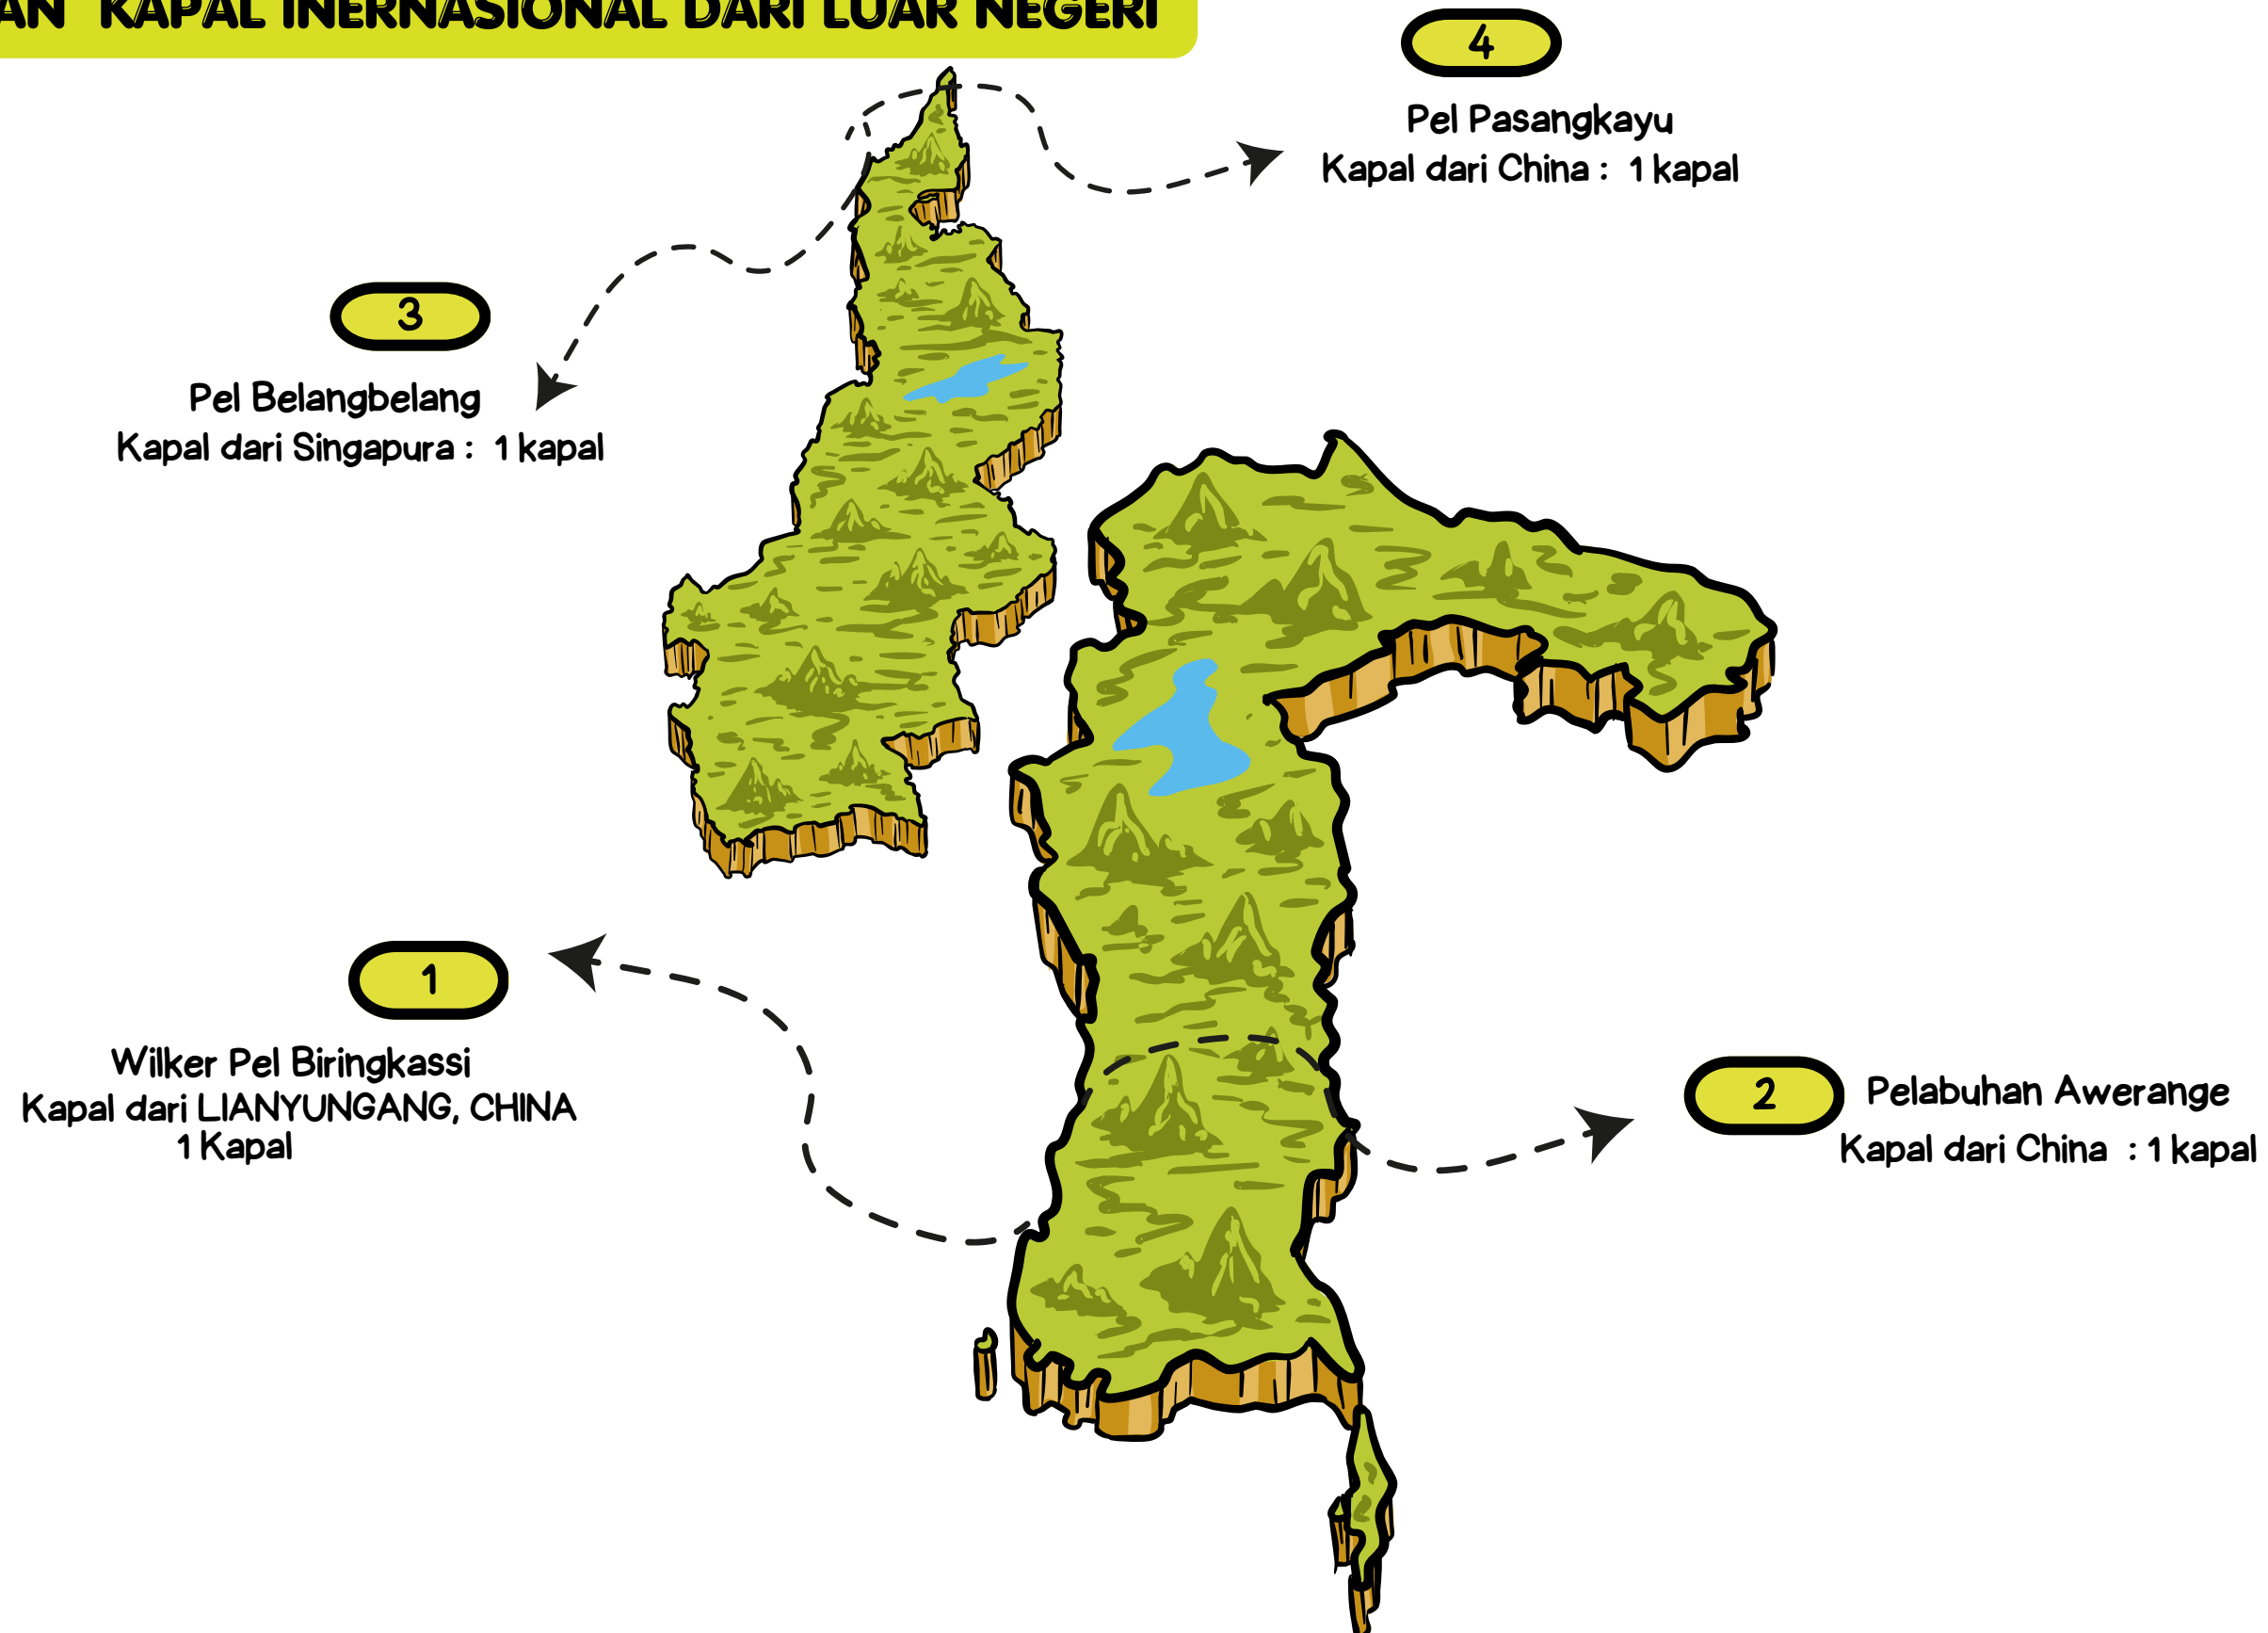 KAPAL INERNASIONAL DARI LUAR NEGERI
4
Pel Pasangkayu
Kapal dari China : 1 kapal
3
Pel Belangbelang
Kapal dari Singapura : 1 kapal
1
Wilker Pel Biringkassi
Kapal dari LIANYUNGANG, CHINA
1 Kapal
2
Pelabuhan Awerange
Kapal dari China : 1 kapal